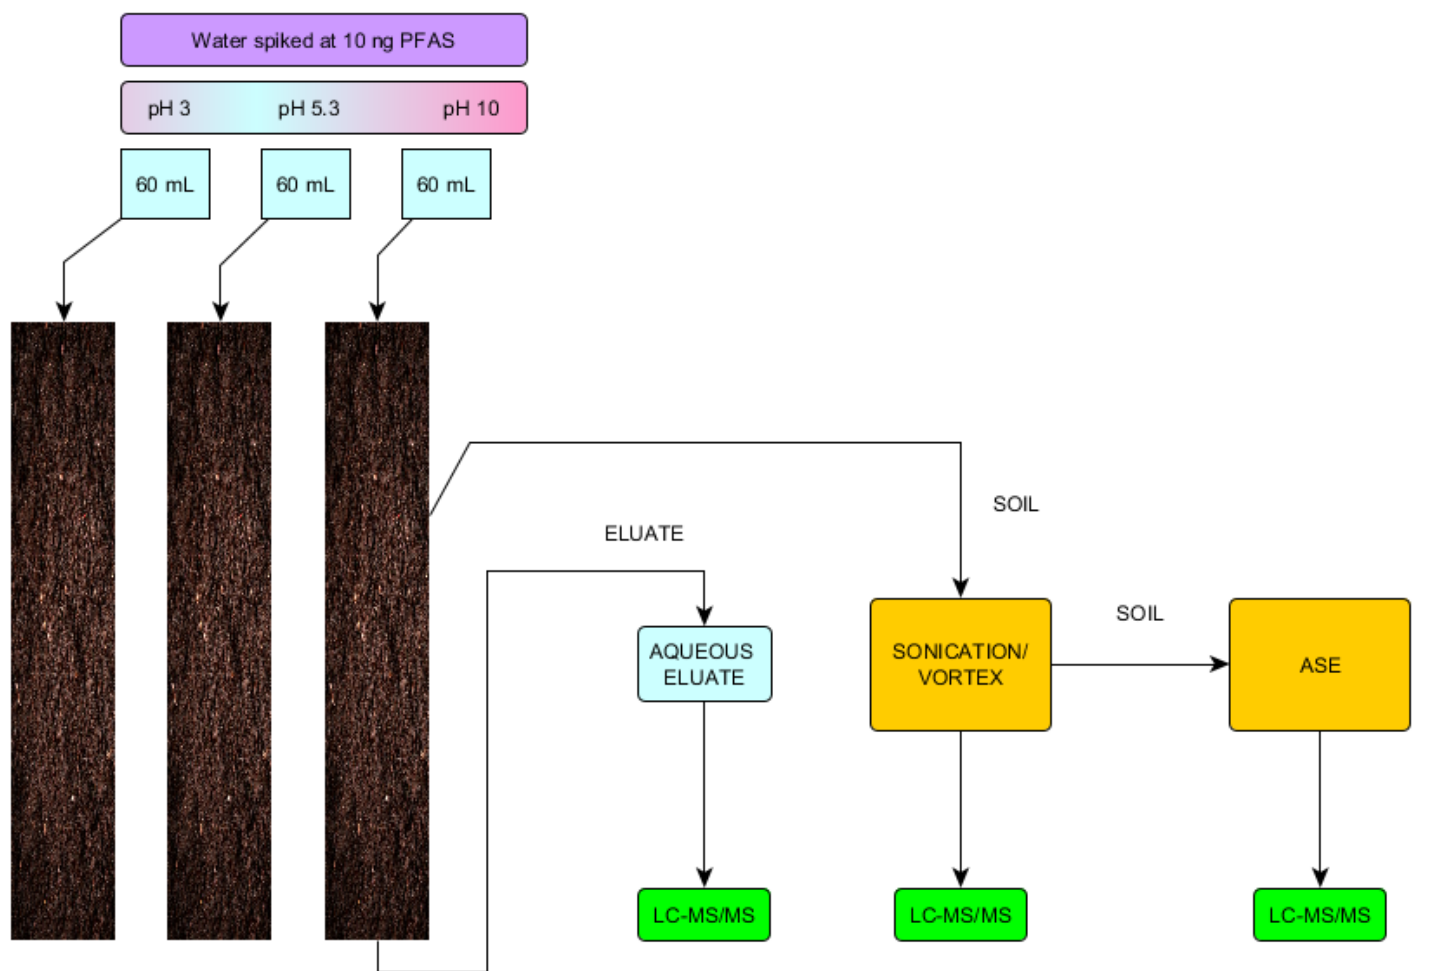 Water spiked at 10 ng PFAS
pH 3 pH 5.3 pH 10
60 mL 60 mL 60 mL
SOIL
ELUATE
SOIL
AQUEOUS
ELUATE
SONICATION/
VORTEX
ASE
LC-MS/MS LC-MS/MS LC-MS/MS